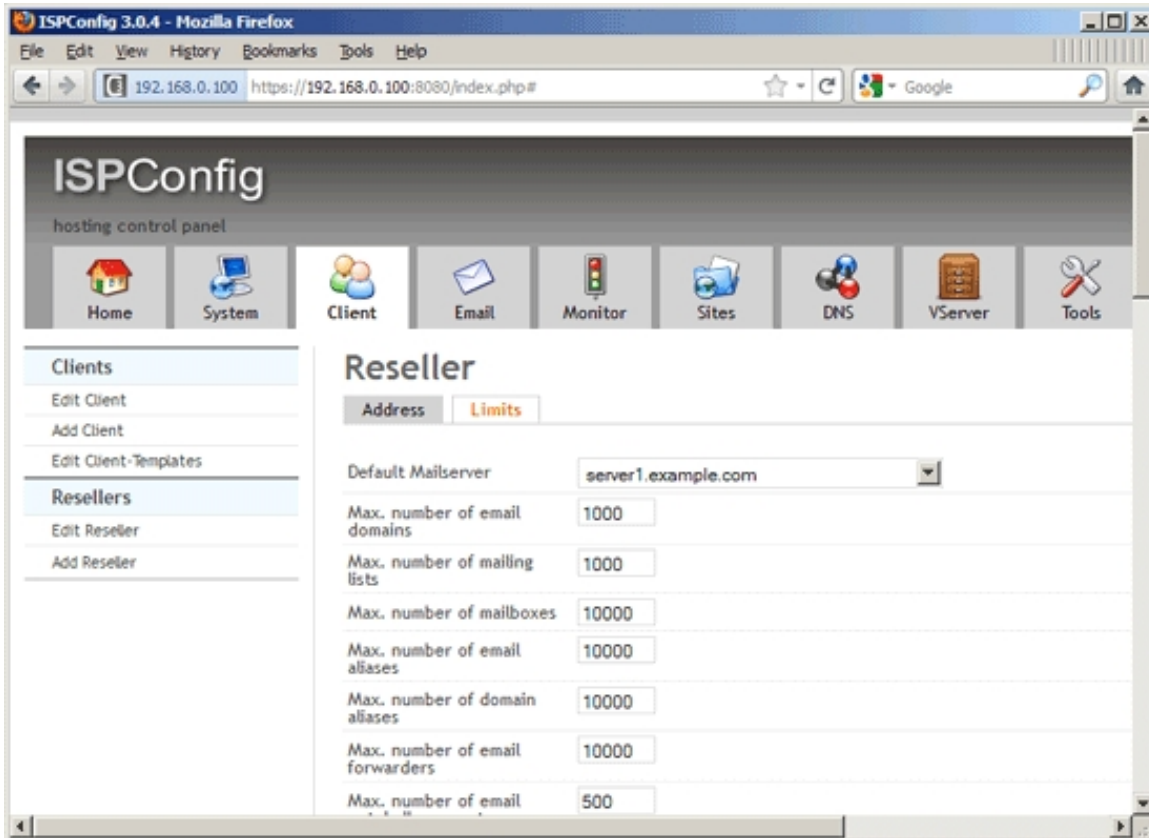 ISPConfig 3.0.4 - Mozilla Firefox
File Edit View History Bookmarks Tools Help
192.168.0.100 https://192.168.0.100:8080/index.php# Google
ISPConfig
hosting control panel
Home System Client Email Monitor Sites DNS VServer Tools
Clients
Edit Client
Add Client
Edit Client-Templates
Resellers
Edit Reseller
Add Reseller
Reseller
Address Limits
Default Mailserver server1.example.com
Max. number of email 1000
domains
Max. number of mailing 1000
lists
Max. number of mailboxes 10000
Max. number of email 10000
aliases
Max. number of domain 10000
aliases
Max. number of email 10000
forwarders
Max. number of email 500